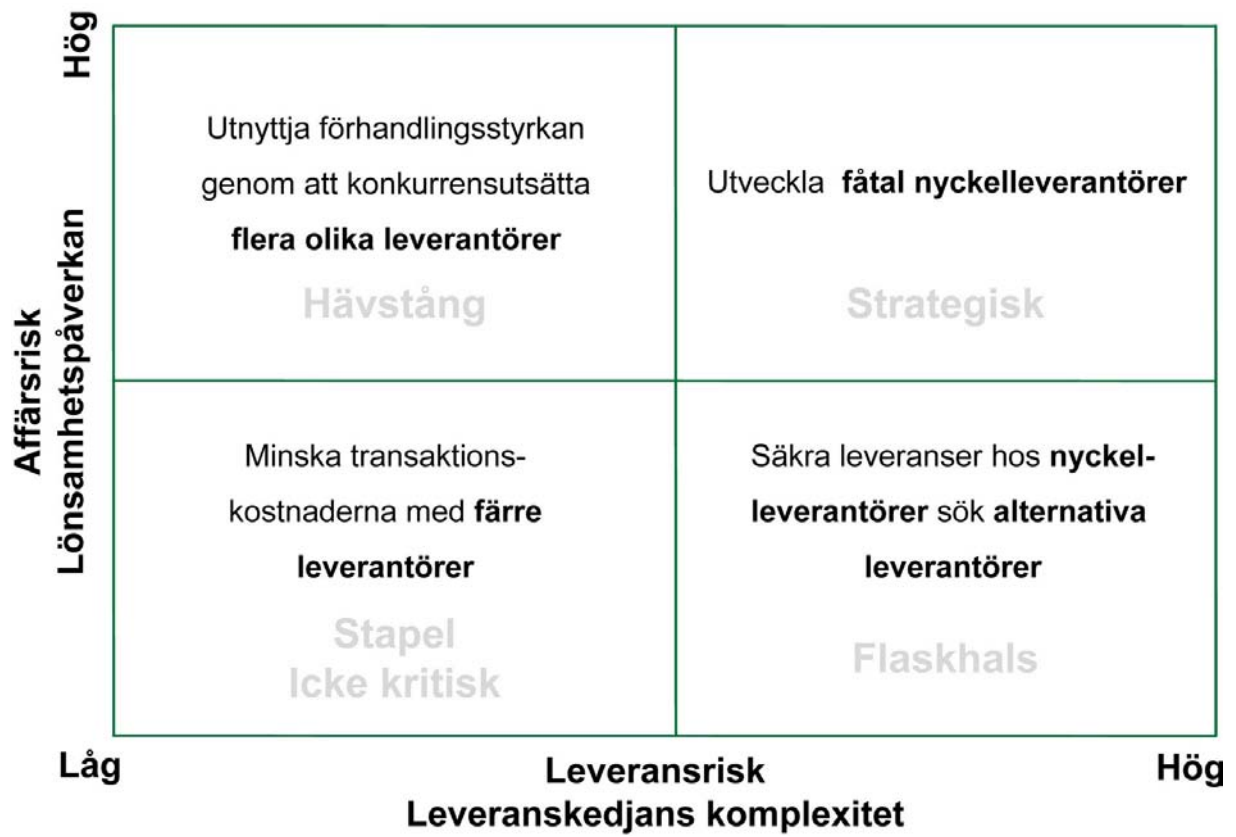 Hög
Utnyttja förhandlingsstyrkan
genom att konkurrensutsätta
flera olika leverantörer
Hävstång
Utveckla fåtal nyckelleverantörer
Strategisk
Affärsrisk
Lönsamhetspåverkan
Minska transaktions-
kostnaderna med färre
leverantörer
Stapel
Icke kritisk
Säkra leveranser hos nyckel-
leverantörer sök alternativa
leverantörer
Flaskhals
Låg
Leveransrisk
Leveranskedjans komplexitet
Hög